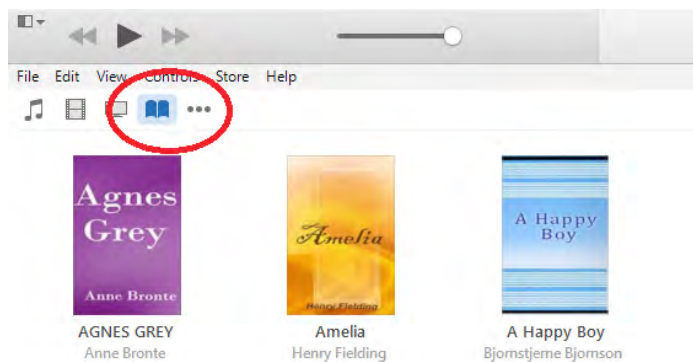 File Edit View Controls Store Help
Agnes
Grey
Anne Bronte
Amelia
Henry Fielding
A Happy
Boy
AGNES GREY
Anne Bronte
Amelia
Henry Fielding
A Happy Boy
Bjornstjerne Bjornson